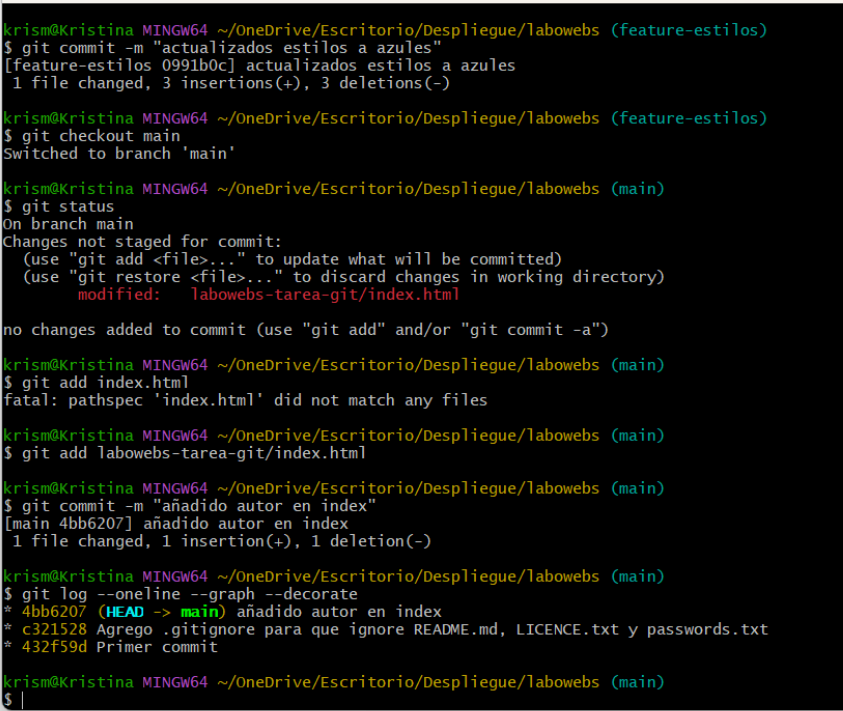 krism@Kristina MINGW64 ~/OneDrive/Escritorio/Despliegue/labowebs (feature-estilos)
$ git commit -m "actualizados estilos a azules"
[feature-estilos 0991b0c] actualizados estilos a azules
 1 file changed, 3 insertions(+), 3 deletions(-)
krism@Kristina MINGW64 ~/OneDrive/Escritorio/Despliegue/labowebs (feature-estilos)
$ git checkout main
Switched to branch 'main'
krism@Kristina MINGW64 ~/OneDrive/Escritorio/Despliegue/labowebs (main)
$ git status
On branch main
Changes not staged for commit:
  (use "git add <file>..." to update what will be committed)
  (use "git restore <file>..." to discard changes in working directory)
        modified:   labowebs-tarea-git/index.html
no changes added to commit (use "git add" and/or "git commit -a")
krism@Kristina MINGW64 ~/OneDrive/Escritorio/Despliegue/labowebs (main)
$ git add index.html
fatal: pathspec 'index.html' did not match any files
krism@Kristina MINGW64 ~/OneDrive/Escritorio/Despliegue/labowebs (main)
$ git add labowebs-tarea-git/index.html
krism@Kristina MINGW64 ~/OneDrive/Escritorio/Despliegue/labowebs (main)
$ git commit -m "añadido autor en index"
[main 4bb6207] añadido autor en index
 1 file changed, 1 insertion(+), 1 deletion(-)
krism@Kristina MINGW64 ~/OneDrive/Escritorio/Despliegue/labowebs (main)
$ git log --oneline --graph --decorate
* 4bb6207 (HEAD -> main) añadido autor en index
* c321528 Agrego .gitignore para que ignore README.md, LICENCE.txt y passwords.txt
* 432f59d Primer commit
krism@Kristina MINGW64 ~/OneDrive/Escritorio/Despliegue/labowebs (main)
$